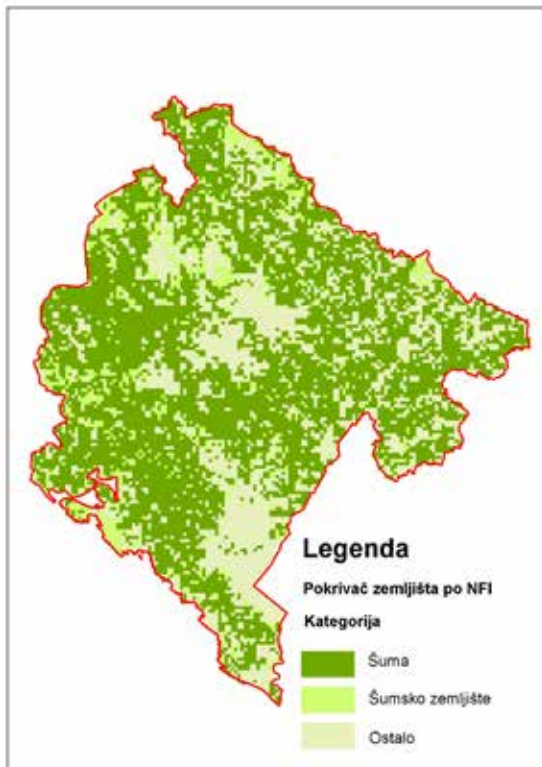 Legenda
Pokrivač zemljišta po NFI
Kategorija
Šuma
Šumsko zemljište
Ostalo